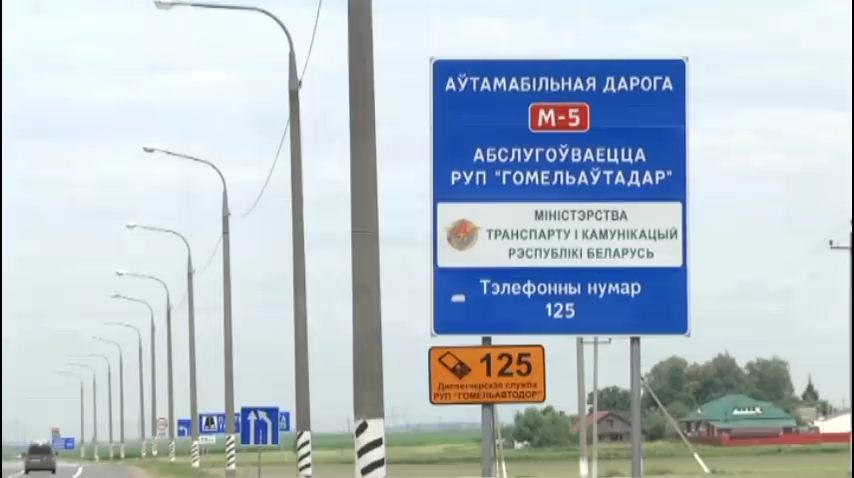 АЎТАМАБІЛЬНАЯ ДАРОГА
М-5
АБСЛУГОЎВАЕЦЦА
РУП "ГОМЕЛЬАЎТАДАР"
МІНІСТЭРСТВА
ТРАНСПАРТУ І КАМУНІКАЦЫЙ
РЭСПУБЛІКІ БЕЛАРУСЬ
Тэлефонны нумар
125
125
Диспетчерская служба
РУП "ГОМЕЛЬАВТОДОР"